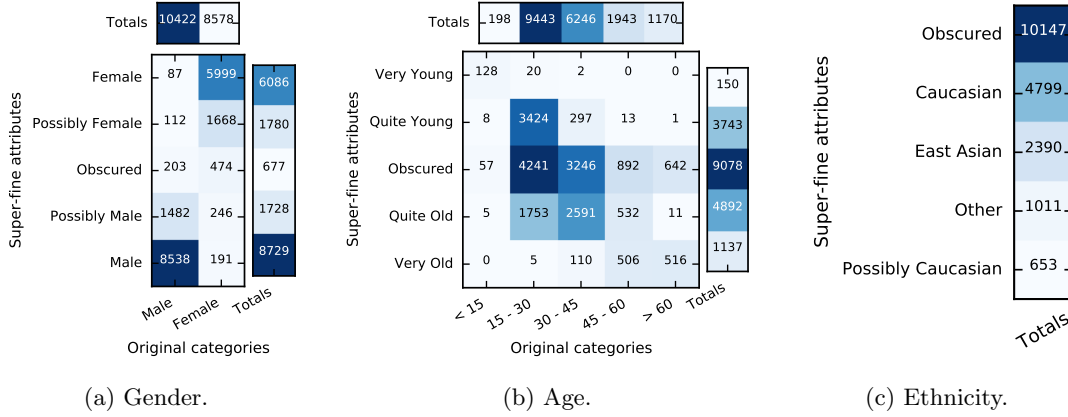 Totals 10422 8578
Female 87 5999 6086
Possibly Female 112 1668 1780
Obscured 203 474 677
Possibly Male 1482 246 1728
Male 8538 191 8729
Male Female Totals
Super-fine attributes
Original categories
(a) Gender.
Totals 198 9443 6246 1943 1170
Very Young 128 20 2 0 0 150
Quite Young 8 3424 297 13 1 3743
Obscured 57 4241 3246 892 642 9078
Quite Old 5 1753 2591 532 11 4892
Very Old 0 5 110 506 516 1137
< 15 15 - 30 30 - 45 45 - 60 > 60 Totals
Super-fine attributes
Original categories
(b) Age.
Obscured 10147
Caucasian 4799
East Asian 2390
Other 1011
Possibly Caucasian 653
Totals
Super-fine attributes
(c) Ethnicity.